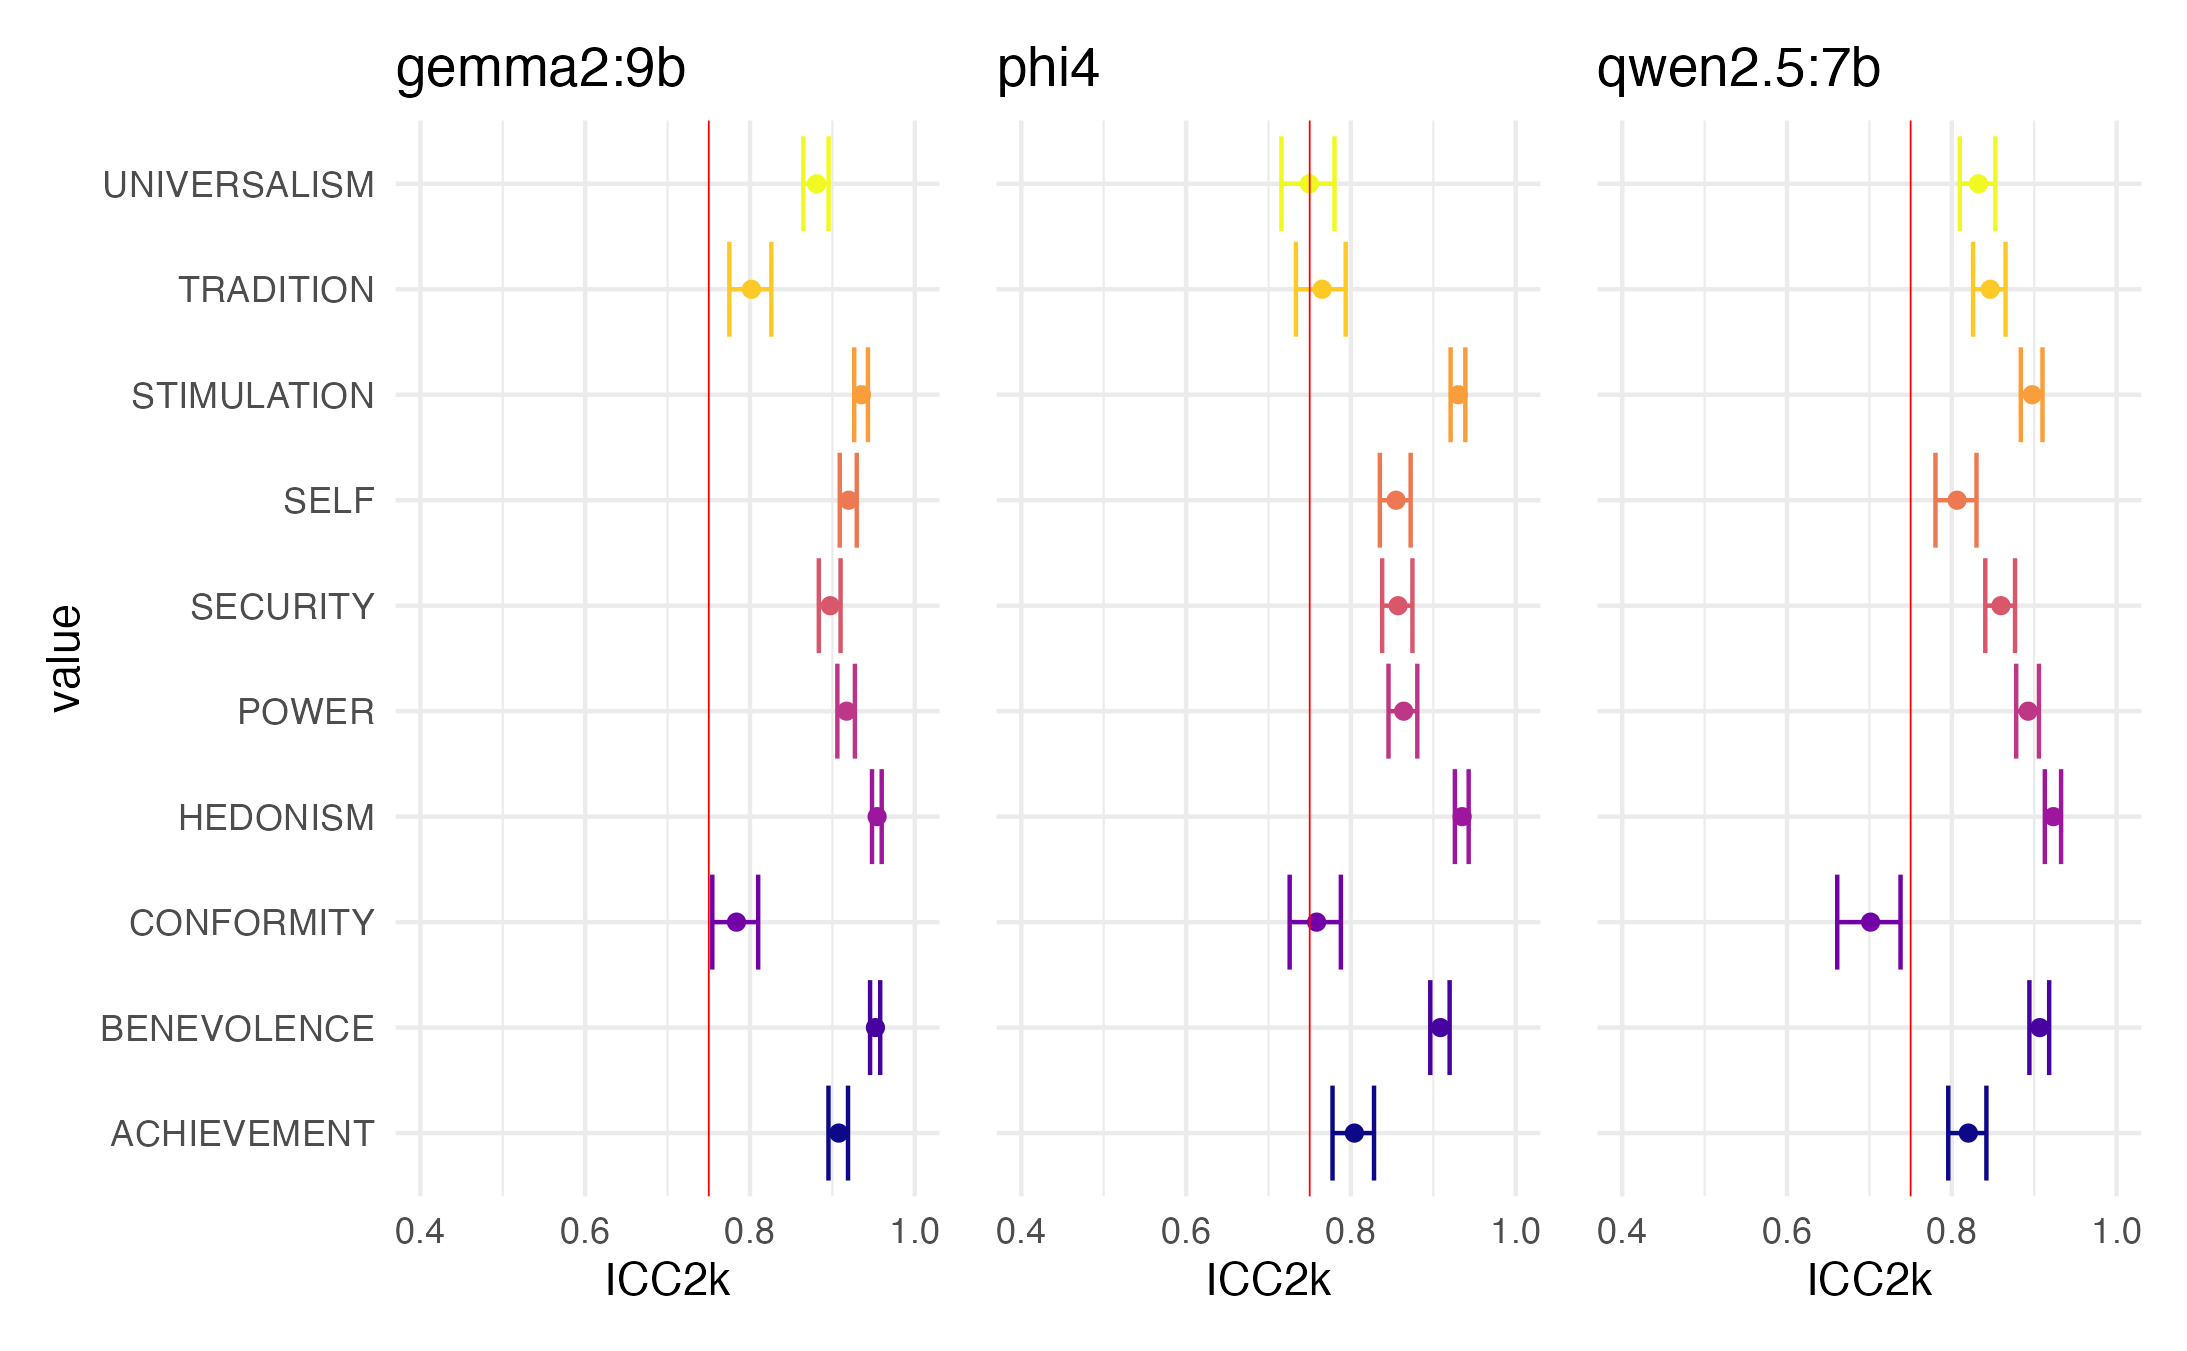 gemma2:9b
phi4
qwen2.5:7b
value
UNIVERSALISM
TRADITION
STIMULATION
SELF
SECURITY
POWER
HEDONISM
CONFORMITY
BENEVOLENCE
ACHIEVEMENT
0.4 0.6 0.8 1.0
0.4 0.6 0.8 1.0
0.4 0.6 0.8 1.0
ICC2k
ICC2k
ICC2k